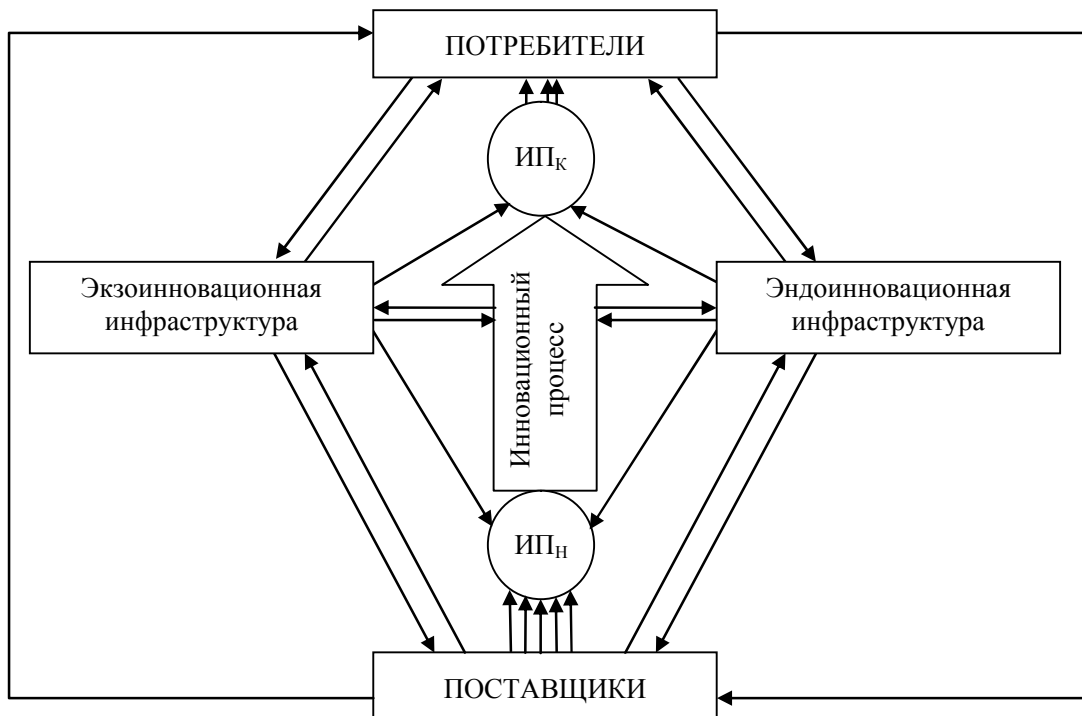 ПОТРЕБИТЕЛИ
ИПК
Экзоинновационная
инфраструктура
Инновационный
процесс
Эндоинновационная
инфраструктура
ИПН
ПОСТАВЩИКИ